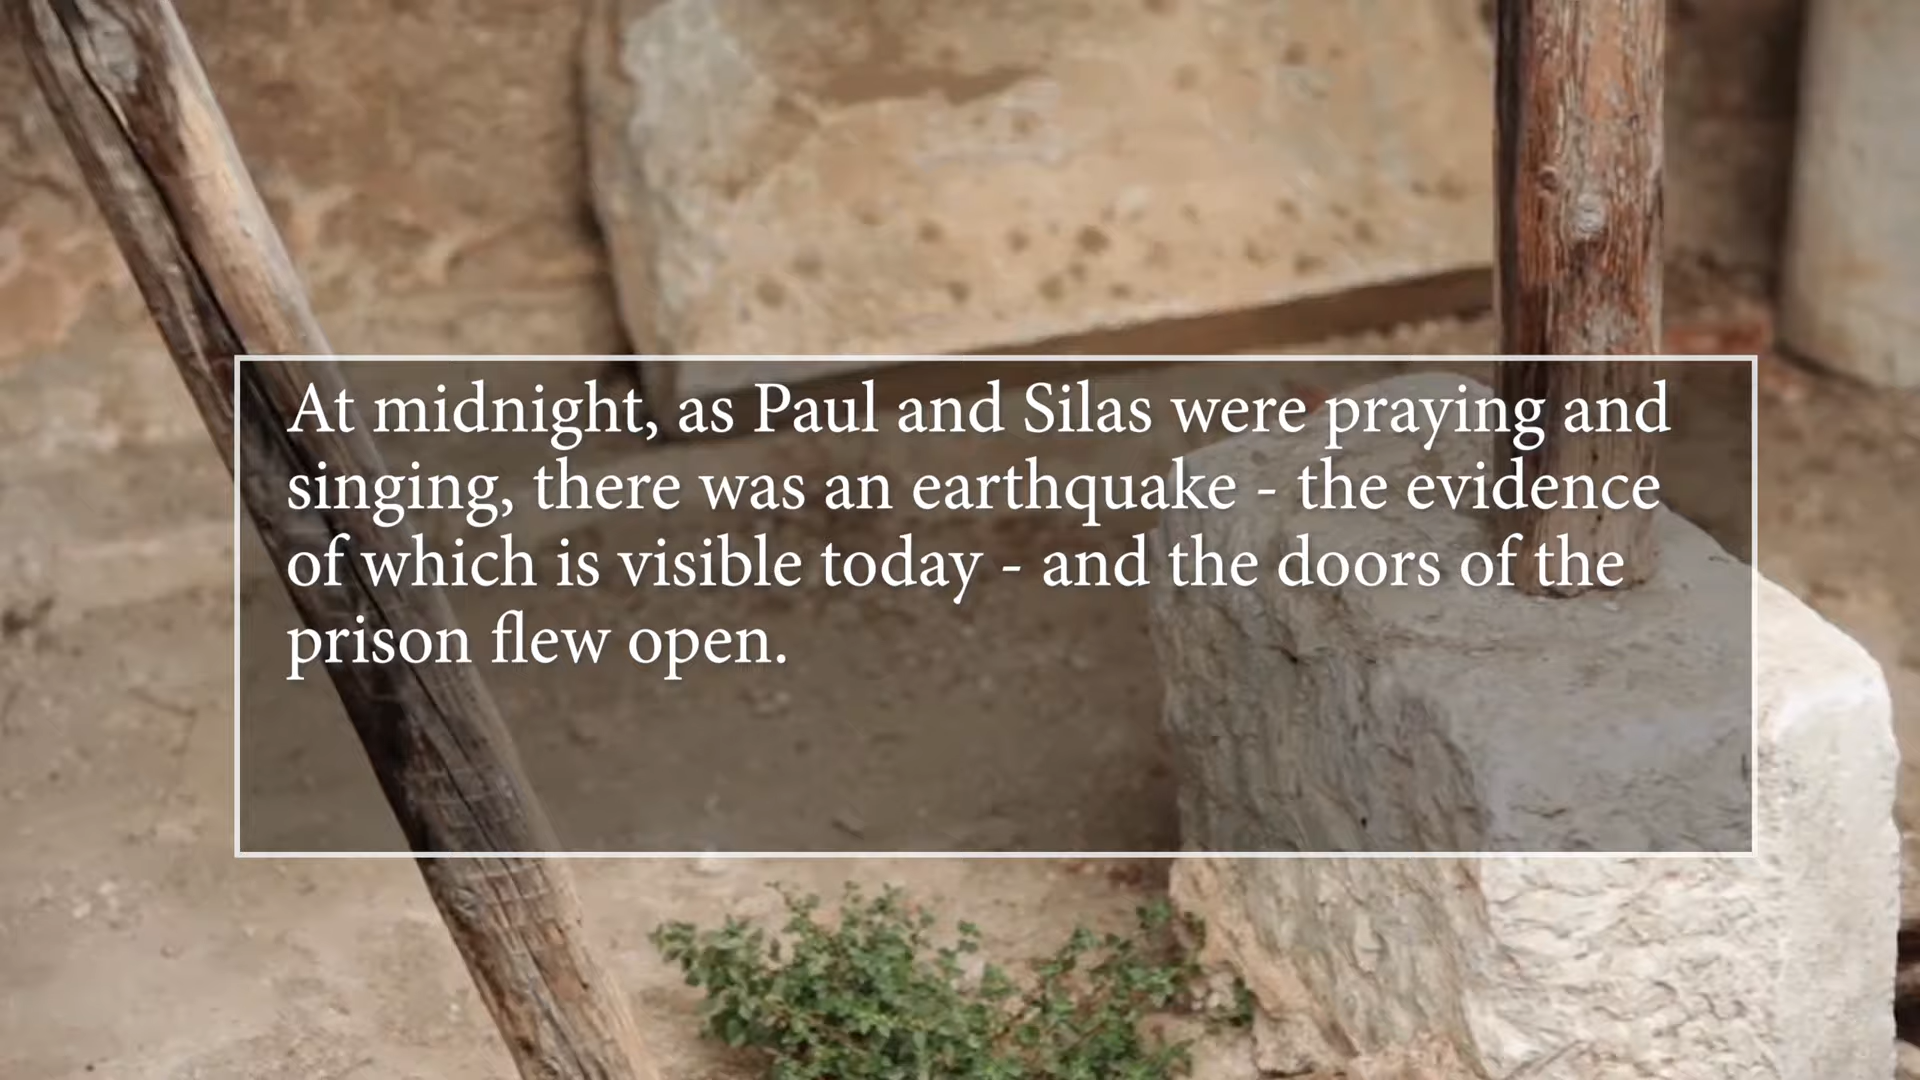 At midnight, as Paul and Silas were praying and
singing, there was an earthquake - the evidence
of which is visible today - and the doors of the
prison flew open.